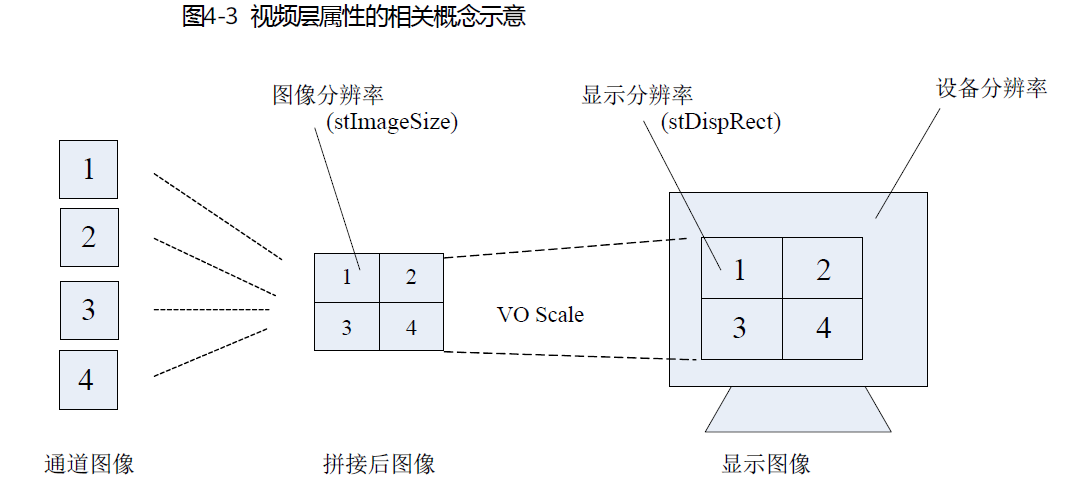 图4-3 视频层属性的相关概念示意
图像分辨率
(stImageSize)
显示分辨率
(stDispRect)
设备分辨率
1
2
3
4
1 2
3 4
VO Scale
1 2
3 4
通道图像
拼接后图像
显示图像